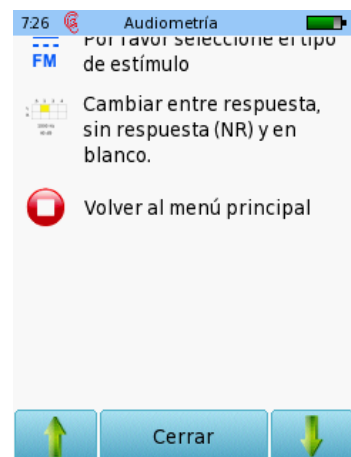 7:26 Audiometría
Por favor seleccione el tipo
FM de estímulo
Cambiar entre respuesta,
sin respuesta (NR) y en
blanco.
Volver al menú principal
Cerrar